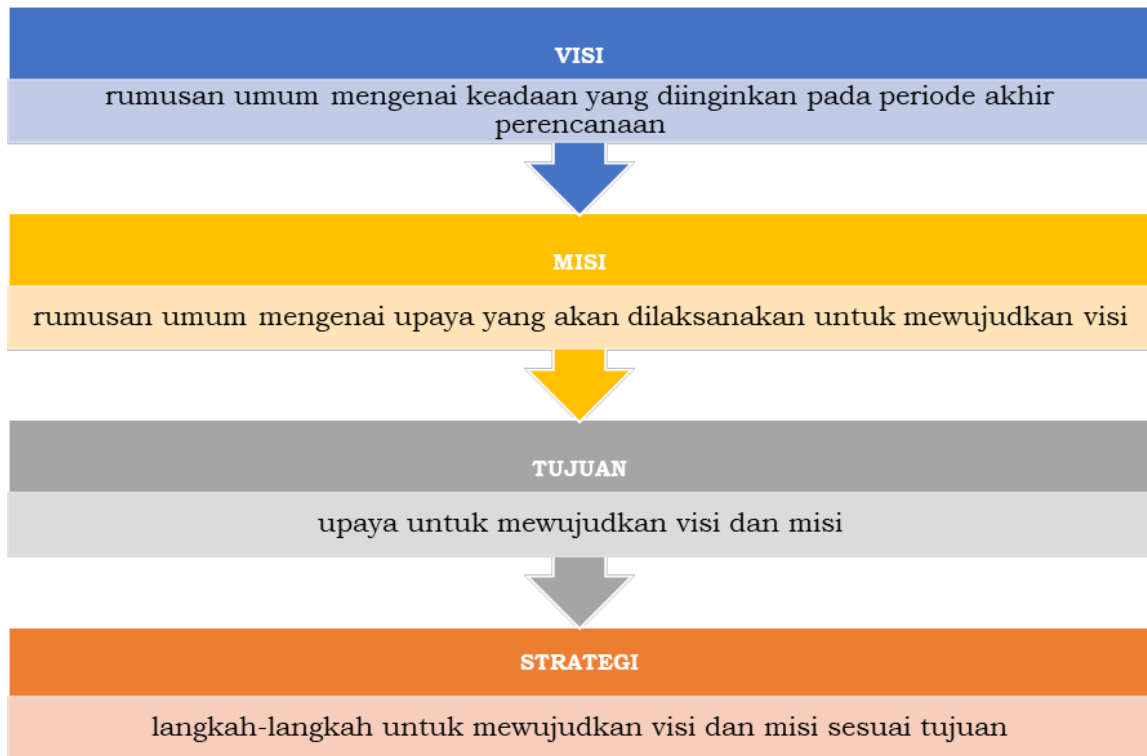 VISI
rumusan umum mengenai keadaan yang diinginkan pada periode akhir
perencanaan
MISI
rumusan umum mengenai upaya yang akan dilaksanakan untuk mewujudkan visi
TUJUAN
upaya untuk mewujudkan visi dan misi
STRATEGI
langkah-langkah untuk mewujudkan visi dan misi sesuai tujuan